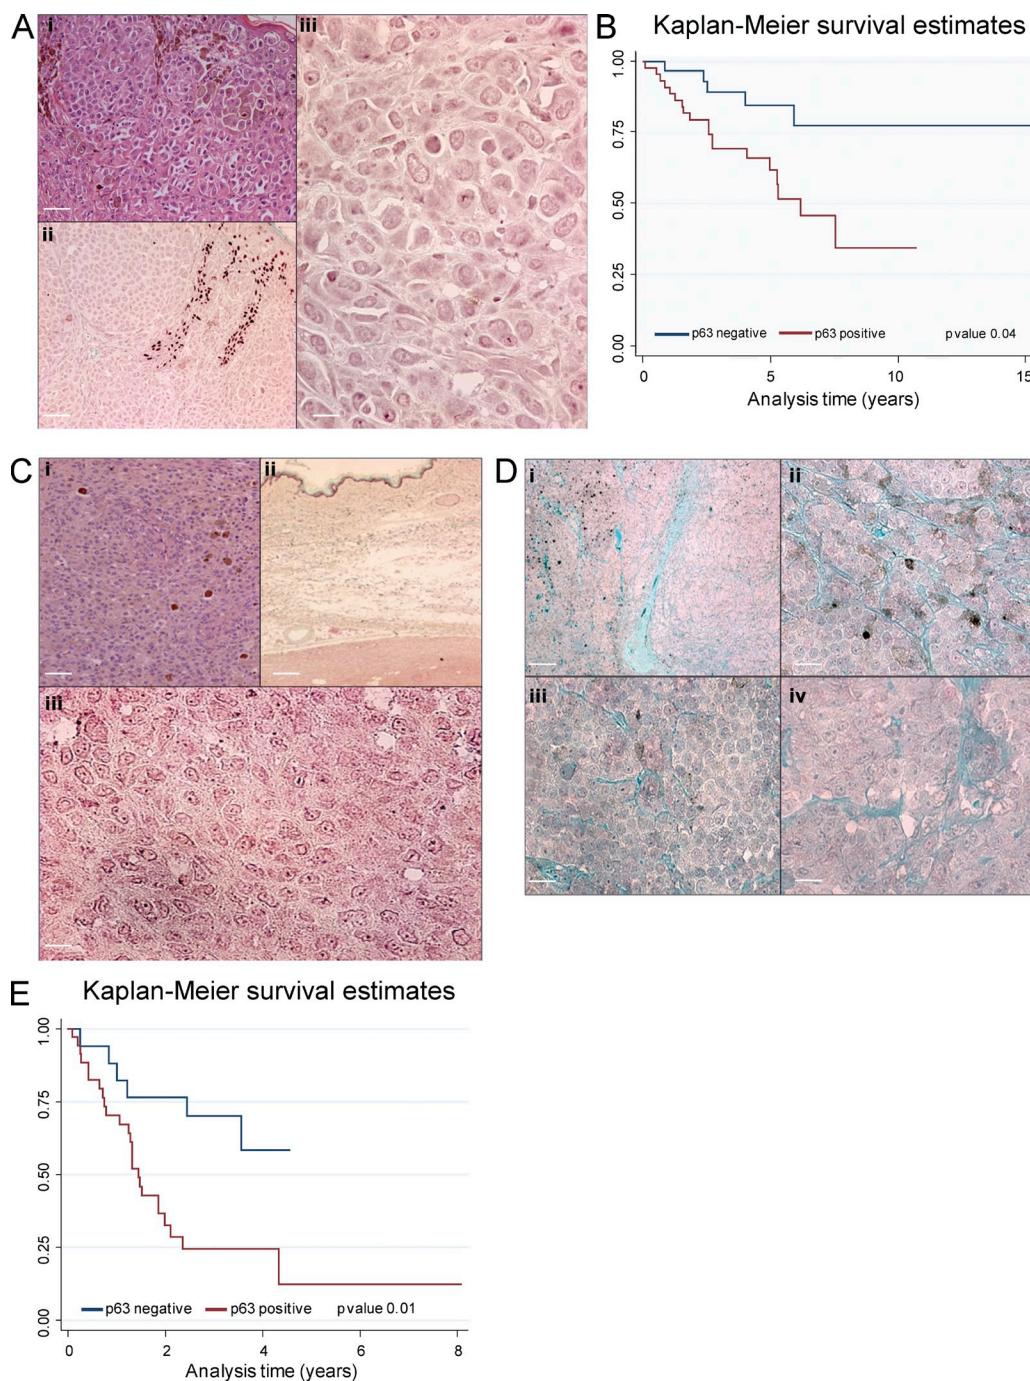 A
i
iii
ii
B
Kaplan-Meier survival estimates
1.00
0.75
0.50
0.25
0.00
p63 negative
p63 positive
p value 0.04
0
5
10
15
Analysis time (years)
C
i
ii
iii
D
i
ii
iii
iv
E
Kaplan-Meier survival estimates
1.00
0.75
0.50
0.25
0.00
p63 negative
p63 positive
p value 0.01
0
2
4
6
8
Analysis time (years)